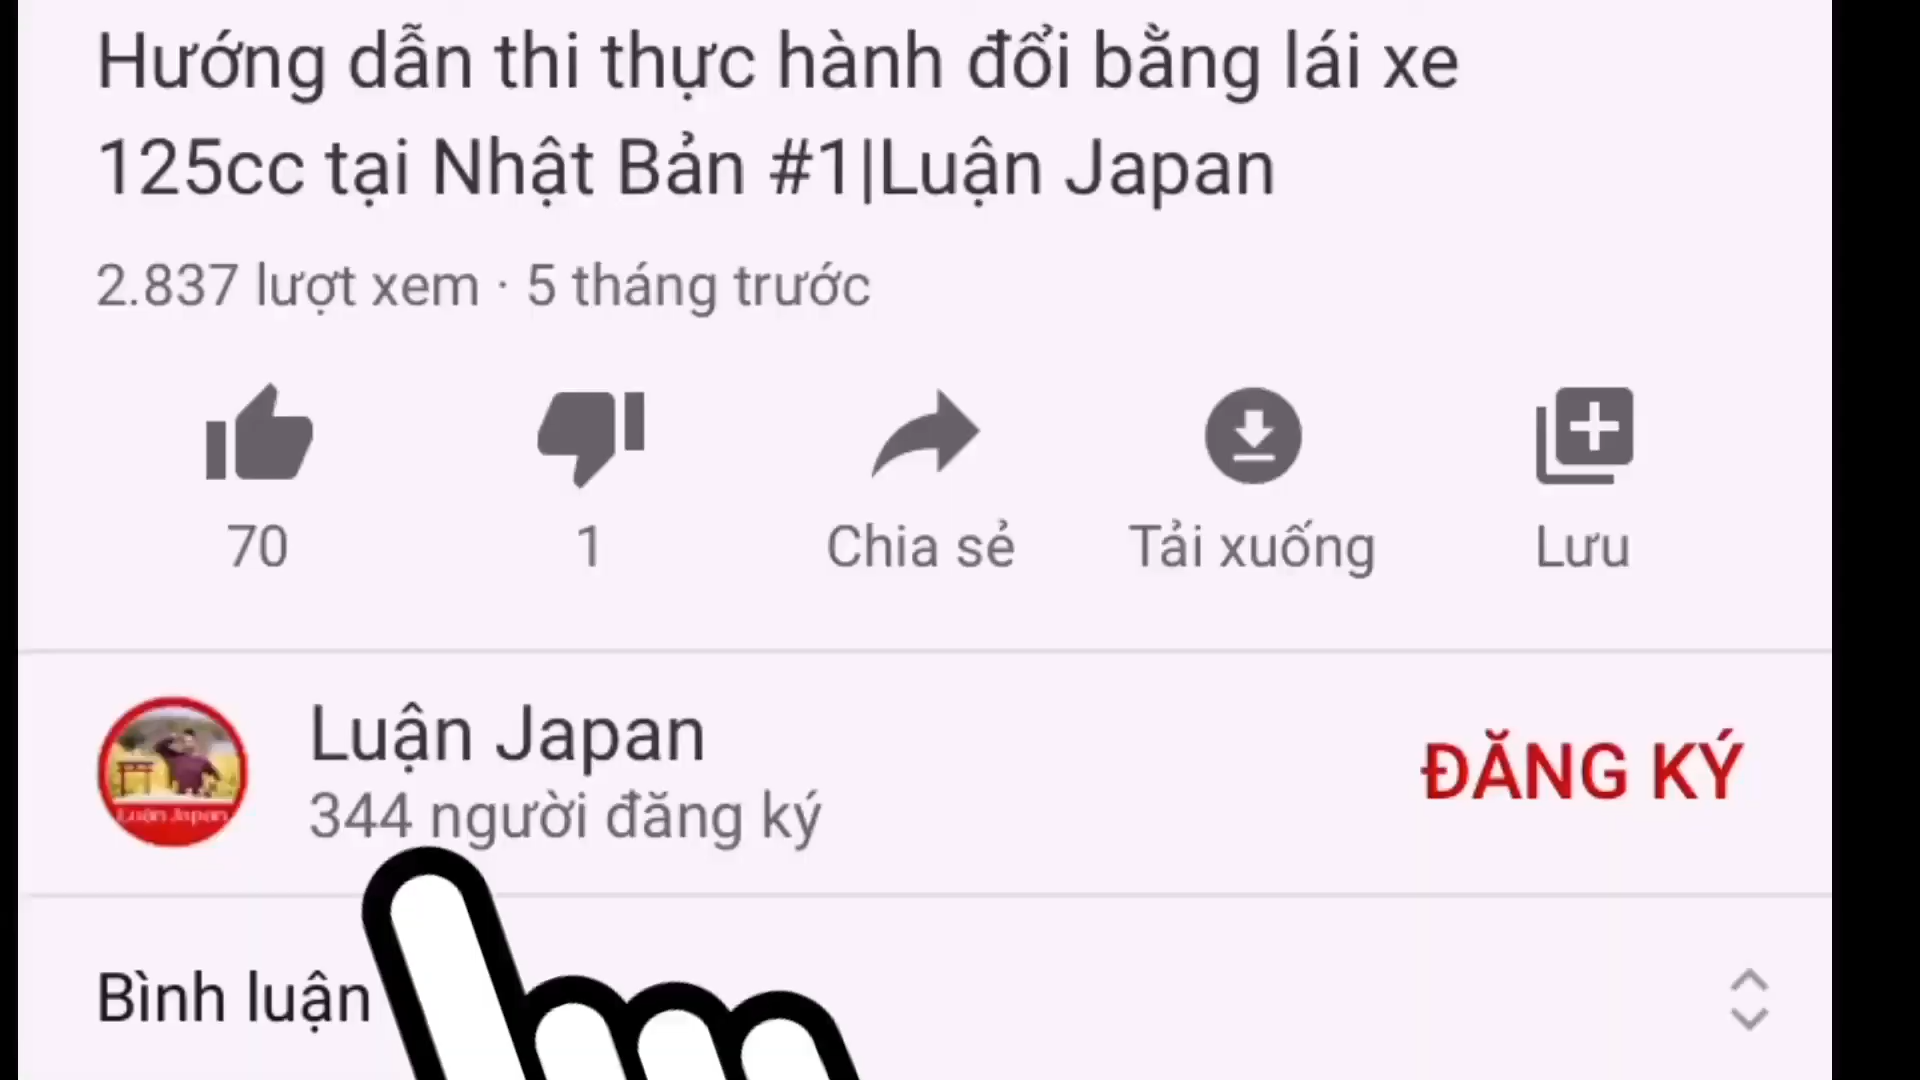 Hướng dẫn thi thực hành đổi bằng lái xe
125cc tại Nhật Bản #1|Luận Japan
2.837 lượt xem · 5 tháng trước
70
1
Chia sẻ
Tải xuống
Lưu
Luận Japan
Luận Japan
344 người đăng ký
ĐĂNG KÝ
Bình luận